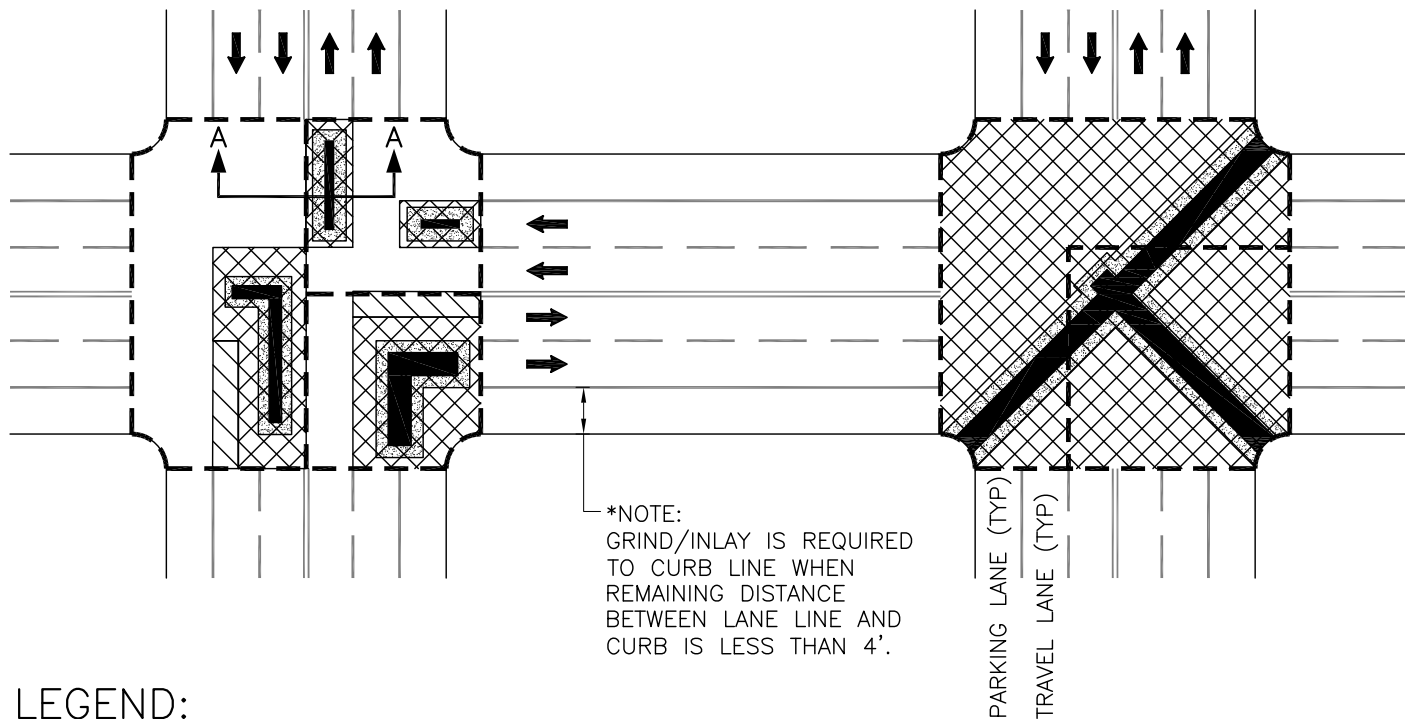 A A
*NOTE:
GRIND/INLAY IS REQUIRED
TO CURB LINE WHEN
REMAINING DISTANCE
BETWEEN LANE LINE AND
CURB IS LESS THAN 4'.
PARKING LANE (TYP)
TRAVEL LANE (TYP)
LEGEND: